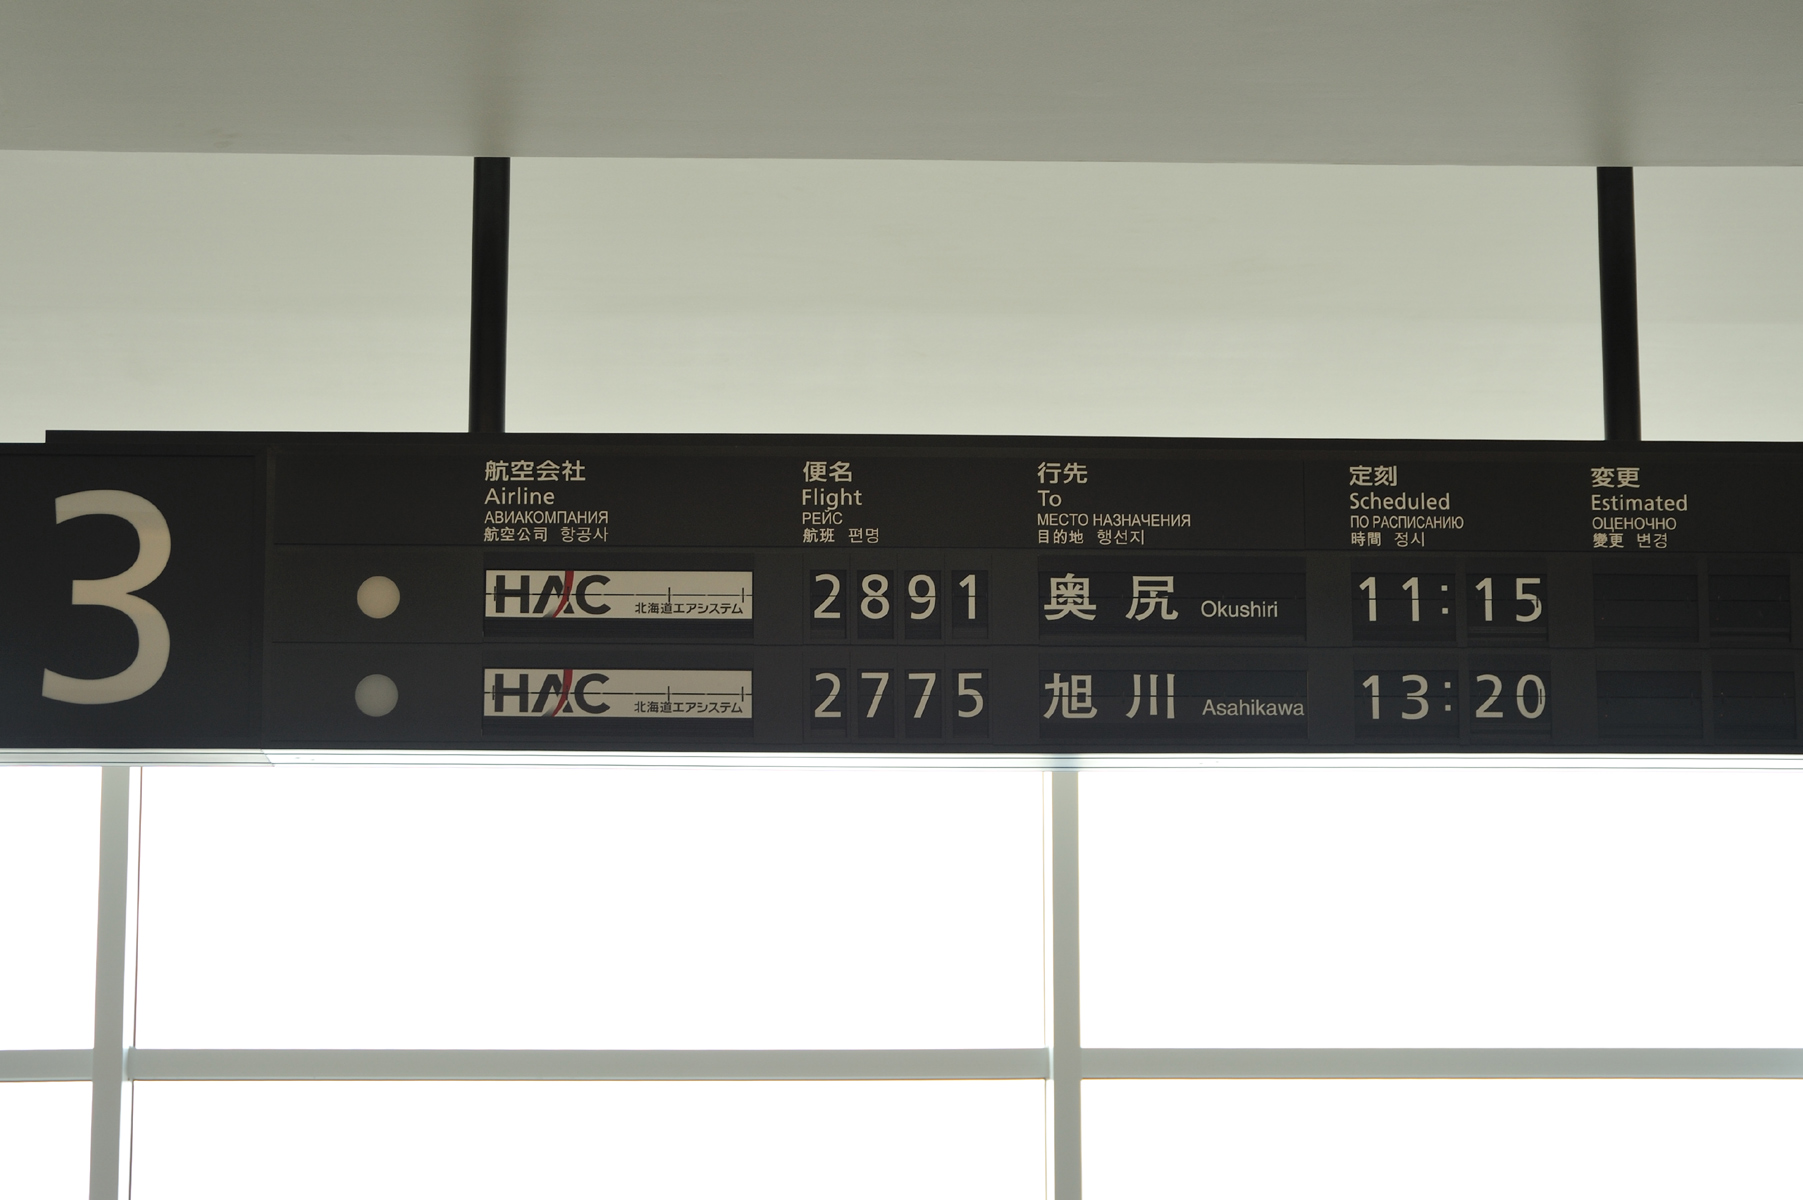 3
航空会社 便名 行先 定刻 変更
Airline Flight To Scheduled Estimated
АВИАКОМПАНИЯ РЕЙС МЕСТО НАЗНАЧЕНИЯ ПО РАСПИСАНИЮ ОЦЕНОЧНО
航空公司 항공사 航班 편명 目的地 행선지 時間 정시 變更 변경
HAC 北海道エアシステム 2891 奥尻 Okushiri 11:15
HAC 北海道エアシステム 2775 旭川 Asahikawa 13:20